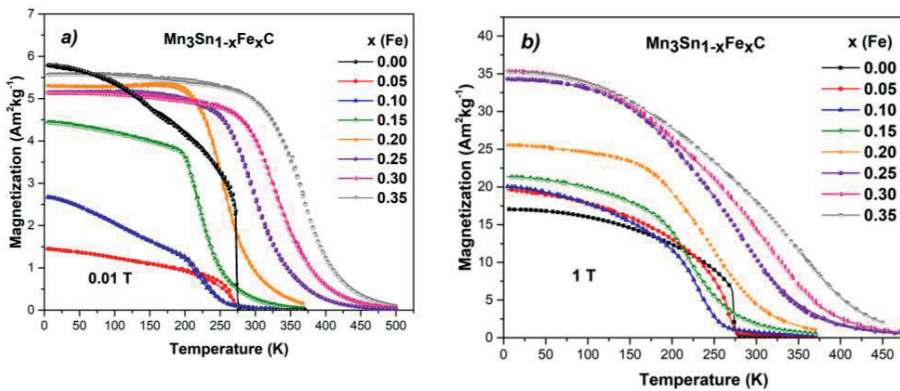 a)
Mn3Sn1-xFexC
x (Fe)
0.00
0.05
0.10
0.15
0.20
0.25
0.30
0.35
0.01 T
Magnetization (Am²kg⁻¹)
7
6
5
4
3
2
1
0
0 50 100 150 200 250 300 350 400 450 500
Temperature (K)
b)
Mn3Sn1-xFexC
x (Fe)
0.00
0.05
0.10
0.15
0.20
0.25
0.30
0.35
1 T
Magnetization (Am²kg⁻¹)
45
40
35
30
25
20
15
10
5
0
0 50 100 150 200 250 300 350 400 450
Temperature (K)